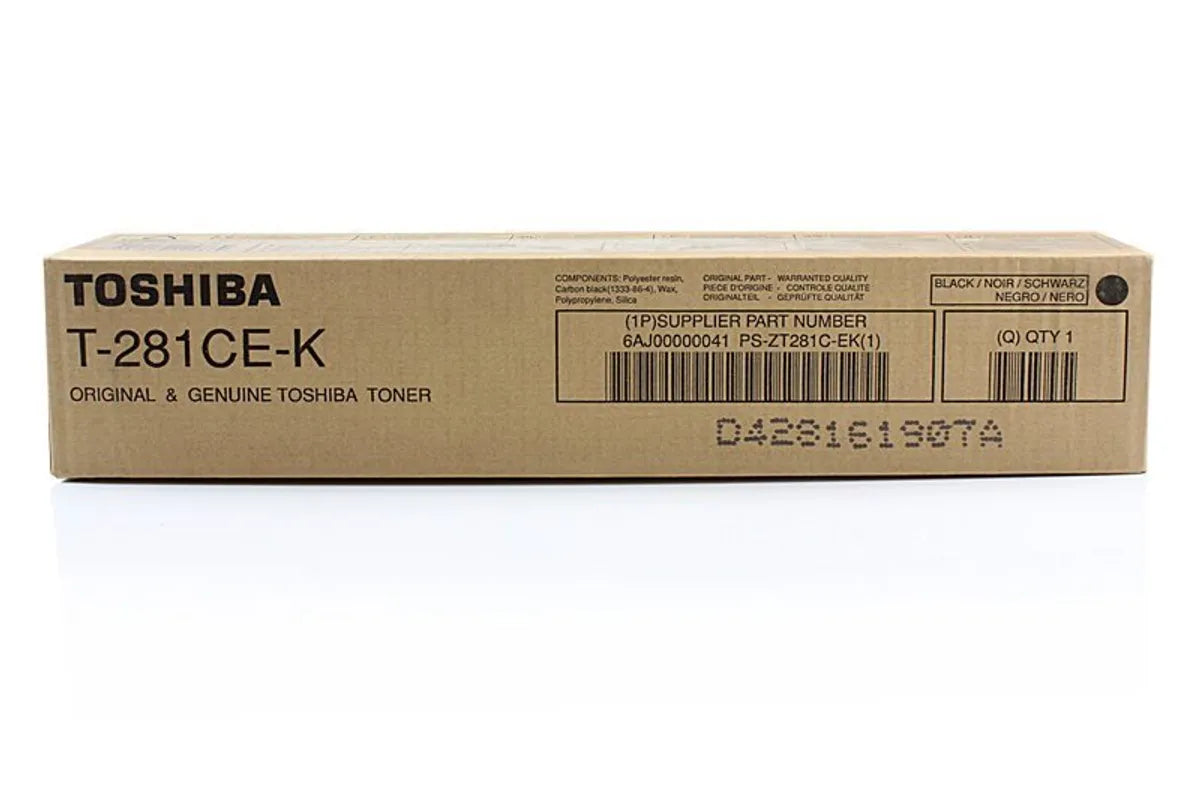 TOSHIBA
T-281CE-K
ORIGINAL & GENUINE TOSHIBA TONER
COMPONENTS: Polyester resin,
Carbon black(1333-86-4), Wax,
Polypropylene, Silica
ORIGINAL PART - WARRANTED QUALITY
PIECE D'ORIGINE - CONTROLE QUALITE
ORIGINALTEIL - GEPRÜFTE QUALITÄT
BLACK / NOIR / SCHWARZ
NEGRO / NERO
(1P)SUPPLIER PART NUMBER
6AJ00000041 PS-ZT281C-EK(1)
(Q) QTY 1